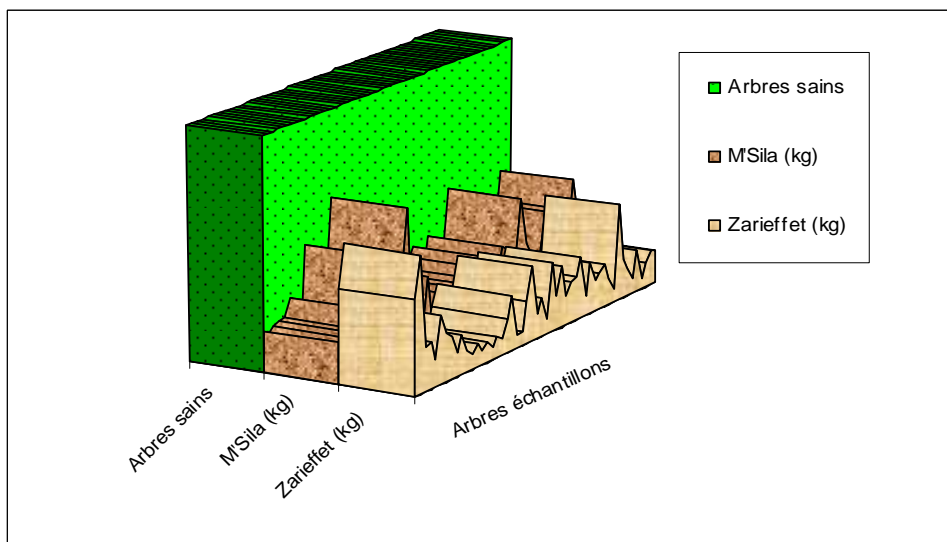 Arbres sains
M'Sila (kg)
Zarieffet (kg)
Arbres sains
M'Sila (kg)
Zarieffet (kg)
Arbres échantillons